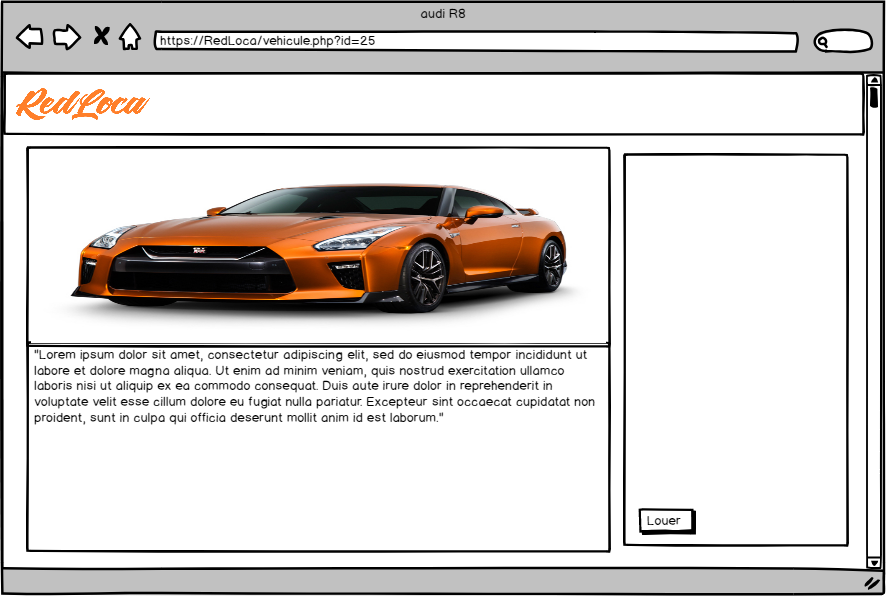 audi R8
https://RedLoca/vehicule.php?id=25
RedLoca
"Lorem ipsum dolor sit amet, consectetur adipiscing elit, sed do eiusmod tempor incididunt ut
labore et dolore magna aliqua. Ut enim ad minim veniam, quis nostrud exercitation ullamco
laboris nisi ut aliquip ex ea commodo consequat. Duis aute irure dolor in reprehenderit in
voluptate velit esse cillum dolore eu fugiat nulla pariatur. Excepteur sint occaecat cupidatat non
proident, sunt in culpa qui officia deserunt mollit anim id est laborum."
Louer